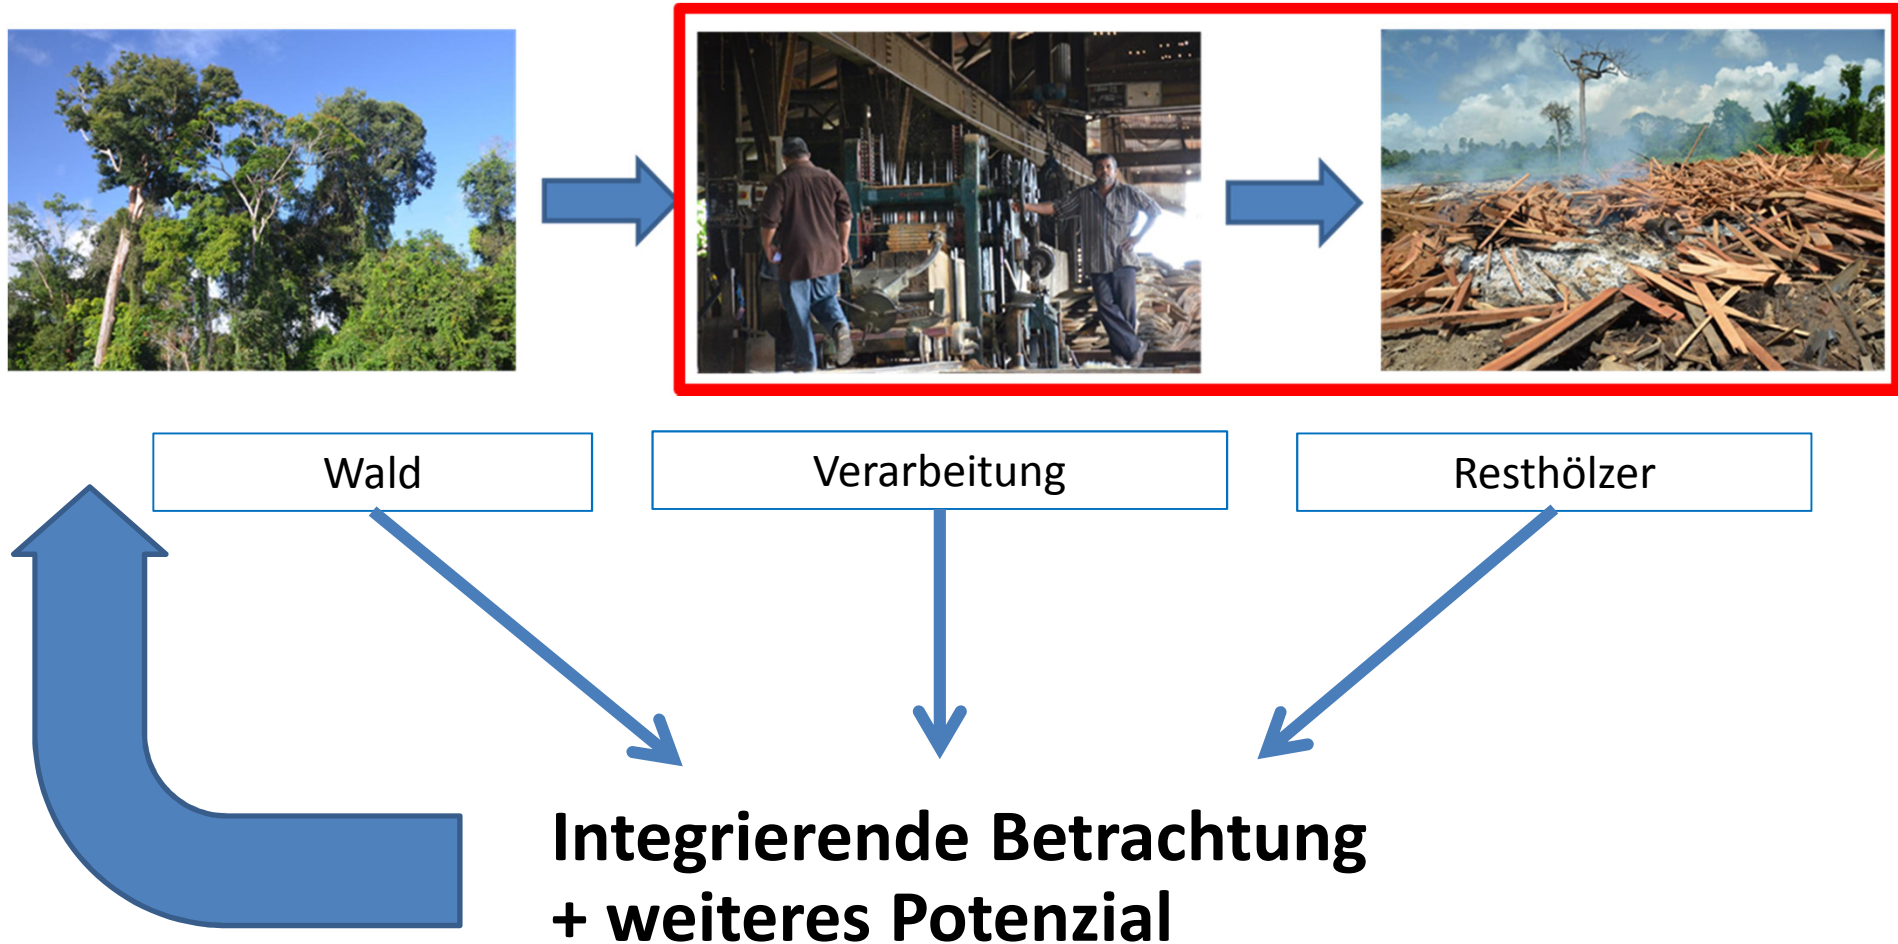 Wald
Verarbeitung
Resthölzer
Integrierende Betrachtung
+ weiteres Potenzial